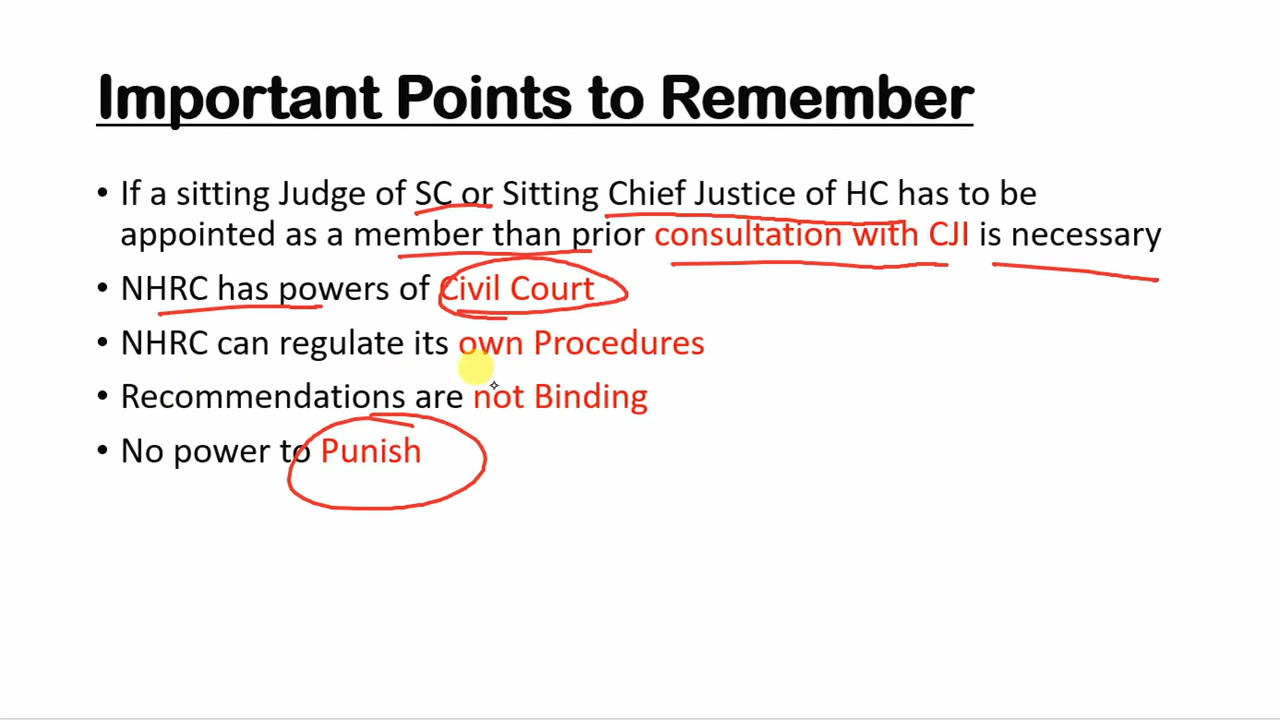 Important Points to Remember
• If a sitting Judge of SC or Sitting Chief Justice of HC has to be
appointed as a member than prior consultation with CJI is necessary
• NHRC has powers of Civil Court
• NHRC can regulate its own Procedures
• Recommendations are not Binding
• No power to Punish